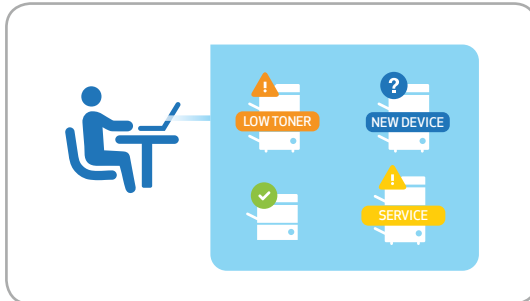 !
LOW TONER
?
NEW DEVICE
!
SERVICE